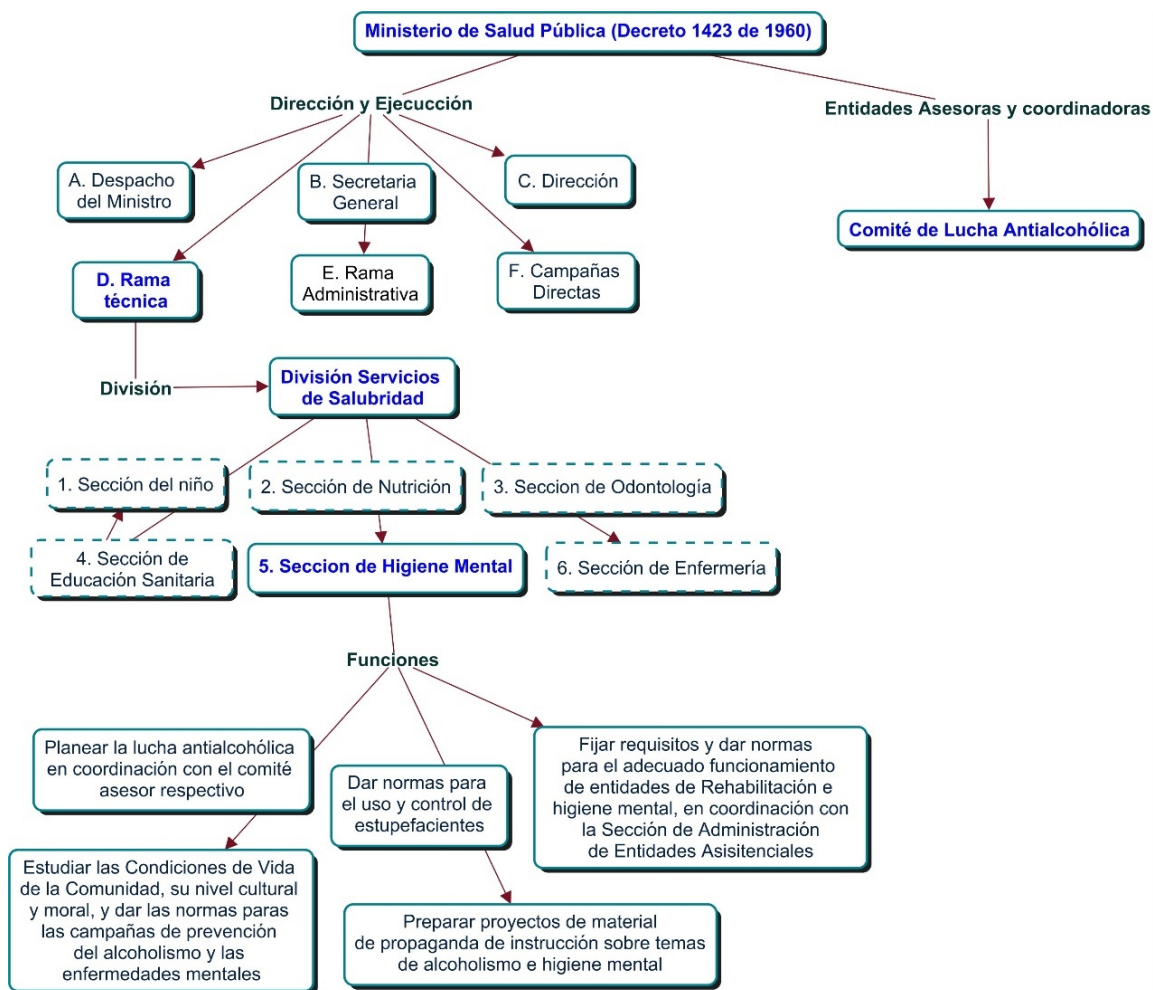 Ministerio de Salud Pública (Decreto 1423 de 1960)
Dirección y Ejecucción
Entidades Asesoras y coordinadoras
A. Despacho
del Ministro
B. Secretaria
General
C. Dirección
Comité de Lucha Antialcohólica
D. Rama
técnica
E. Rama
Administrativa
F. Campañas
Directas
División
División Servicios
de Salubridad
1. Sección del niño
2. Sección de Nutrición
3. Seccion de Odontología
4. Sección de
Educación Sanitaria
5. Seccion de Higiene Mental
6. Sección de Enfermería
Funciones
Planear la lucha antialcohólica
en coordinación con el comité
asesor respectivo
Dar normas para
el uso y control de
estupefacientes
Fijar requisitos y dar normas
para el adecuado funcionamiento
de entidades de Rehabilitación e
higiene mental, en coordinación con
la Sección de Administración
de Entidades Asisitenciales
Estudiar las Condiciones de Vida
de la Comunidad, su nivel cultural
y moral, y dar las normas paras
las campañas de prevención
del alcoholismo y las
enfermedades mentales
Preparar proyectos de material
de propaganda de instrucción sobre temas
de alcoholismo e higiene mental